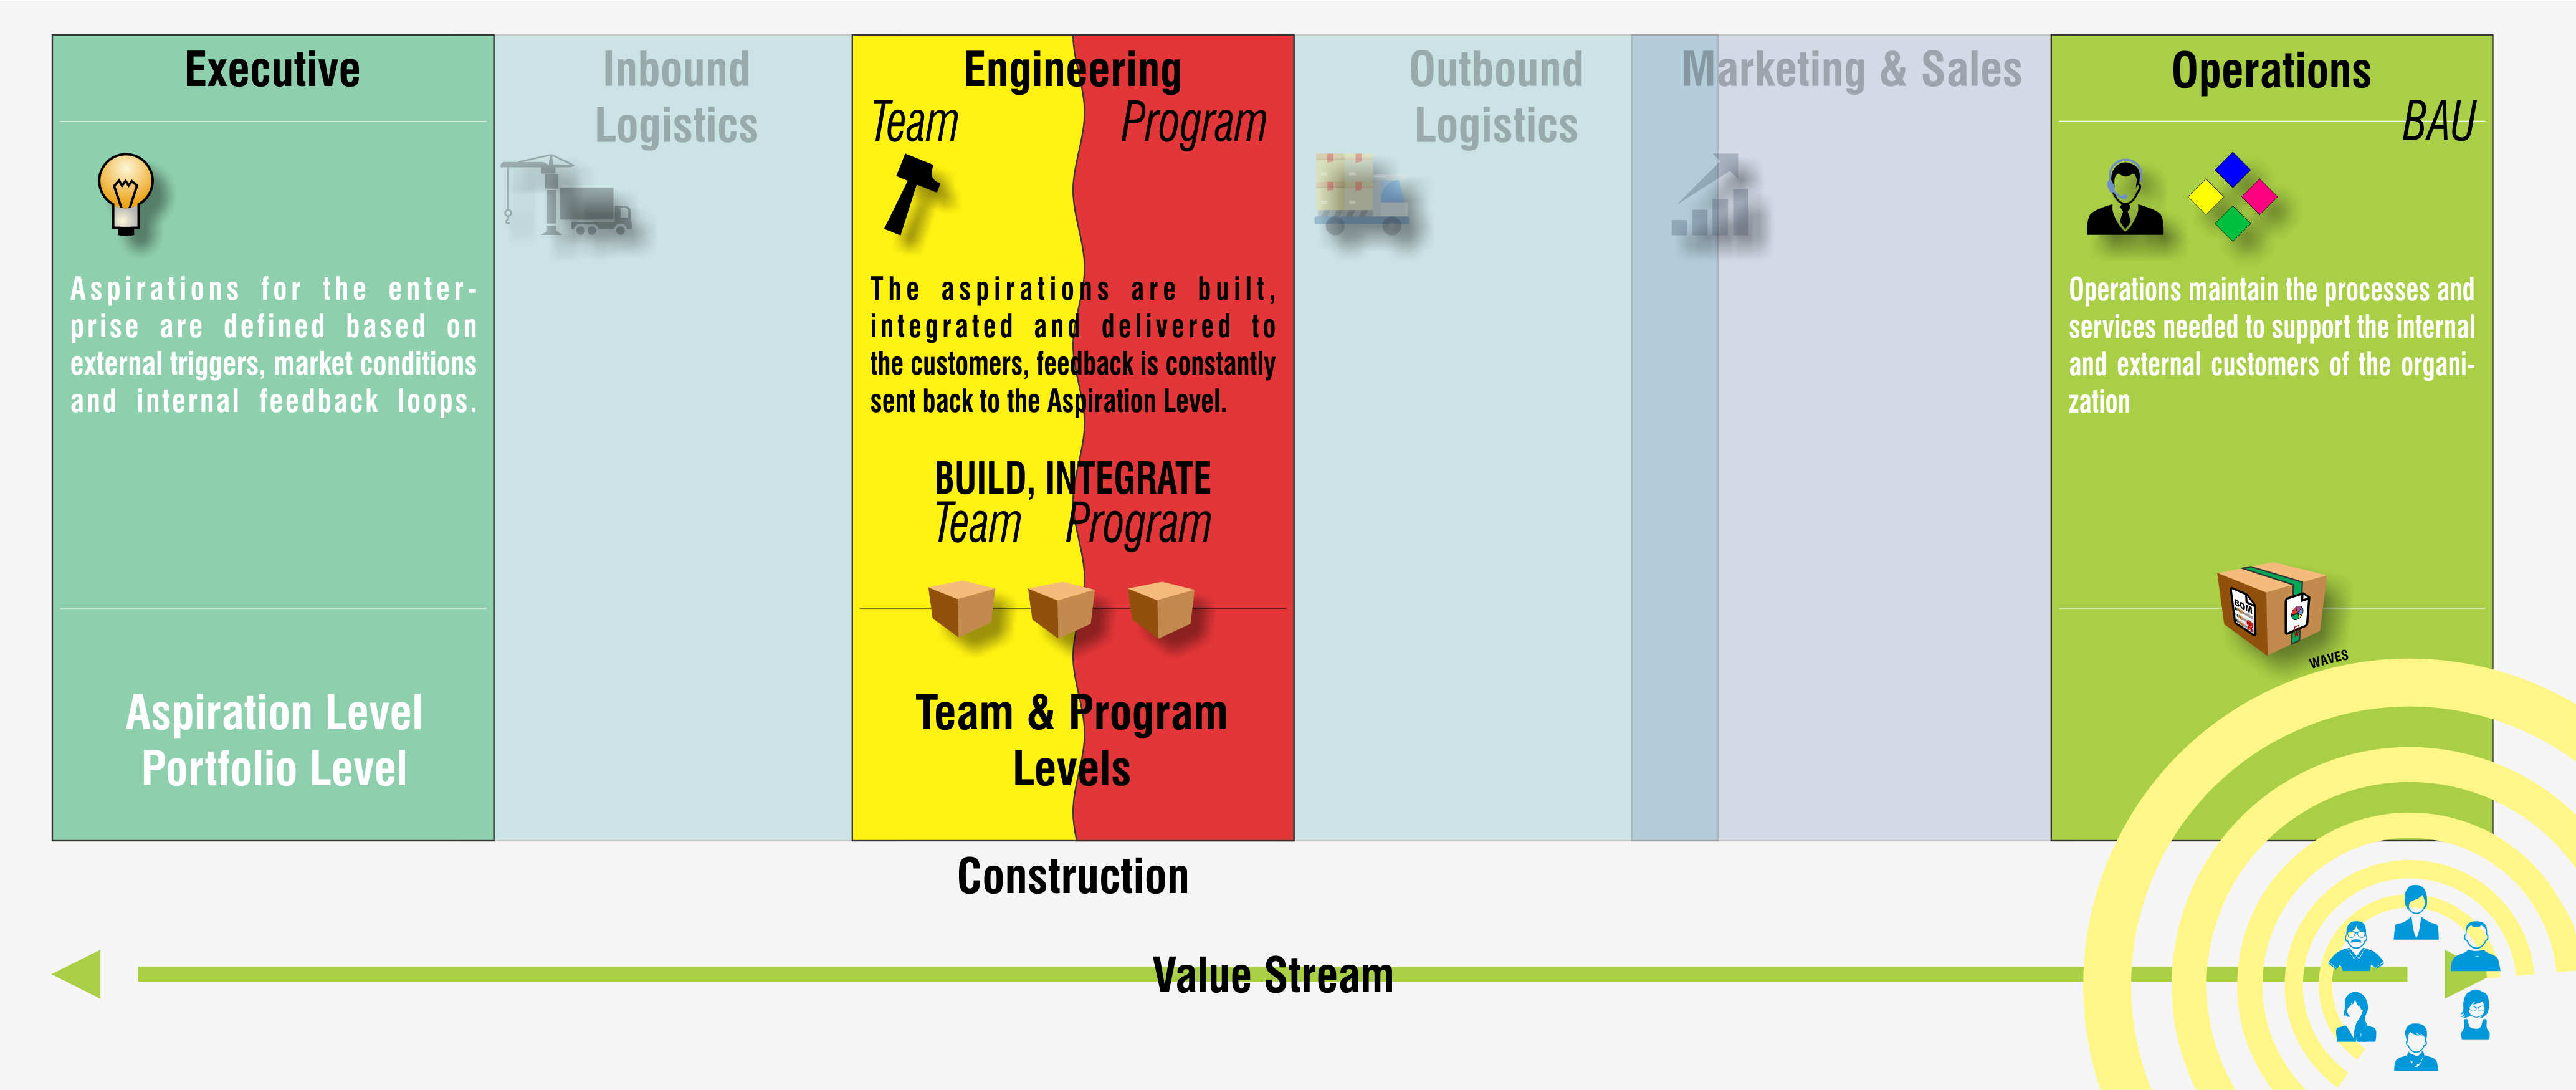 Executive
Aspirations for the enter-
prise are defined based on
external triggers, market conditions
and internal feedback loops.
Aspiration Level
Portfolio Level
Inbound
Logistics
Engineering
Team Program
The aspirations are built,
integrated and delivered to
the customers, feedback is constantly
sent back to the Aspiration Level.
BUILD, INTEGRATE
Team Program
Team & Program
Levels
Outbound
Logistics
Marketing & Sales
Operations
BAU
Operations maintain the processes and
services needed to support the internal
and external customers of the organi-
zation
BOM
WAVES
Construction
Value Stream